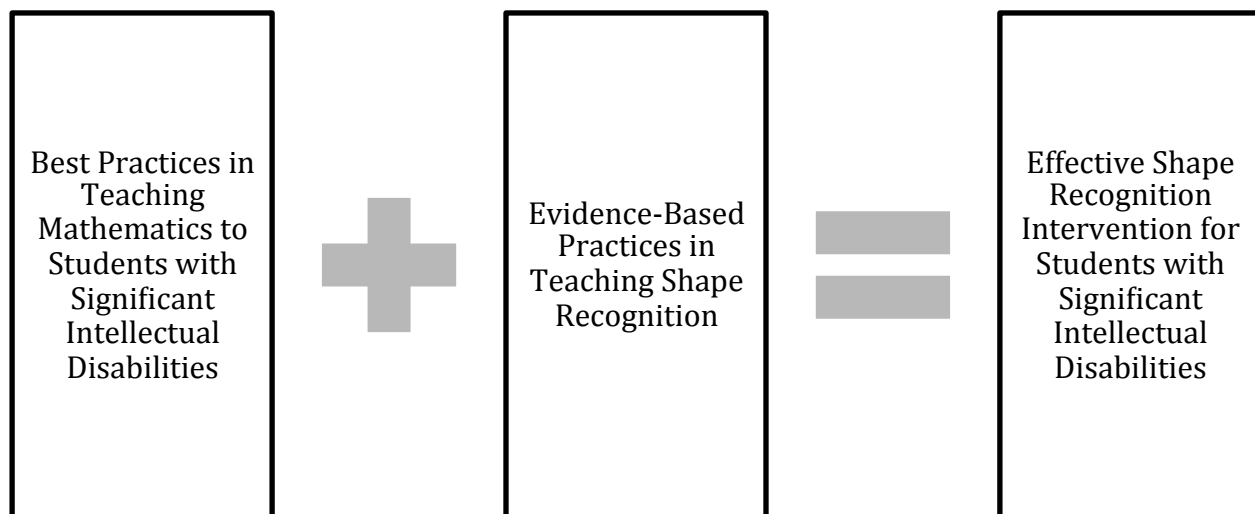 Best Practices in
Teaching
Mathematics to
Students with
Significant
Intellectual
Disabilities
Evidence-Based
Practices in
Teaching Shape
Recognition
Effective Shape
Recognition
Intervention for
Students with
Significant
Intellectual
Disabilities